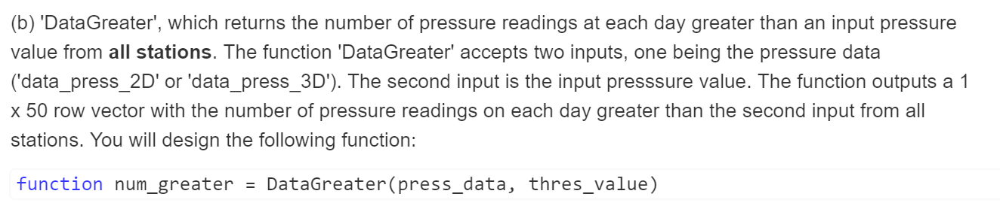 (b) 'DataGreater', which returns the number of pressure readings at each day greater than an input pressure
value from all stations. The function 'DataGreater' accepts two inputs, one being the pressure data
('data_press_2D' or 'data_press_3D'). The second input is the input presssure value. The function outputs a 1
x 50 row vector with the number of pressure readings on each day greater than the second input from all
stations. You will design the following function:
function num_greater = DataGreater(press_data, thres_value)